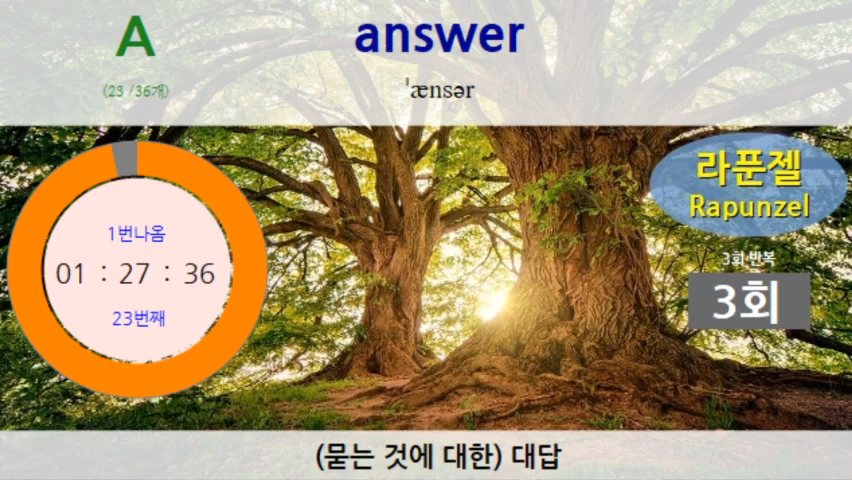 A
answer
(23 /36개)
ˈænsər
라푼젤
Rapunzel
1번나옴
01 : 27 : 36
23번째
3회 반복
3회
(묻는 것에 대한) 대답